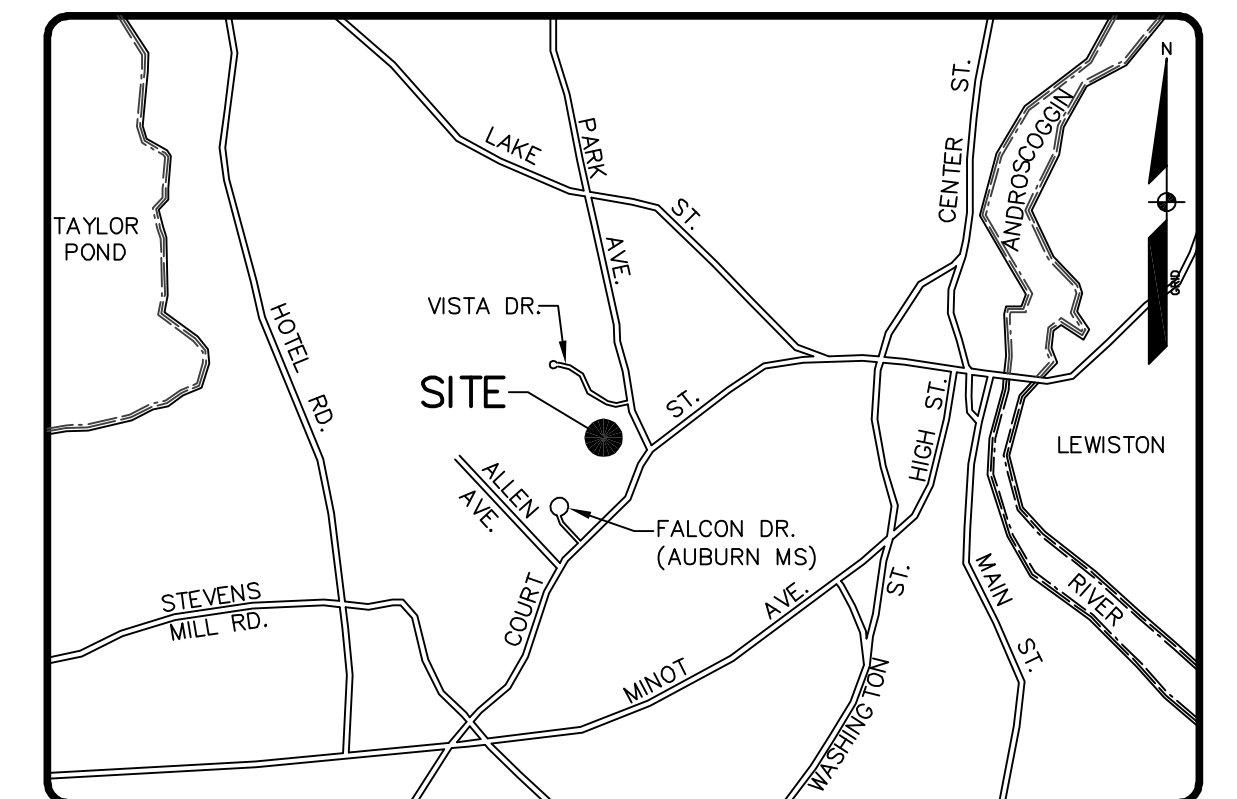 N
ST.
ANDROSCOGGIN
PARK
LAKE
CENTER
ST.
TAYLOR
POND
AVE.
GRID
VISTA DR.
HOTEL
RD.
SITE
ST.
HIGH ST.
LEWISTON
ALLEN
AVE.
FALCON DR.
(AUBURN MS)
STEVENS
MILL RD.
COURT
AVE.
ST.
MAIN
RIVER
ST.
MINOT
WASHINGTON